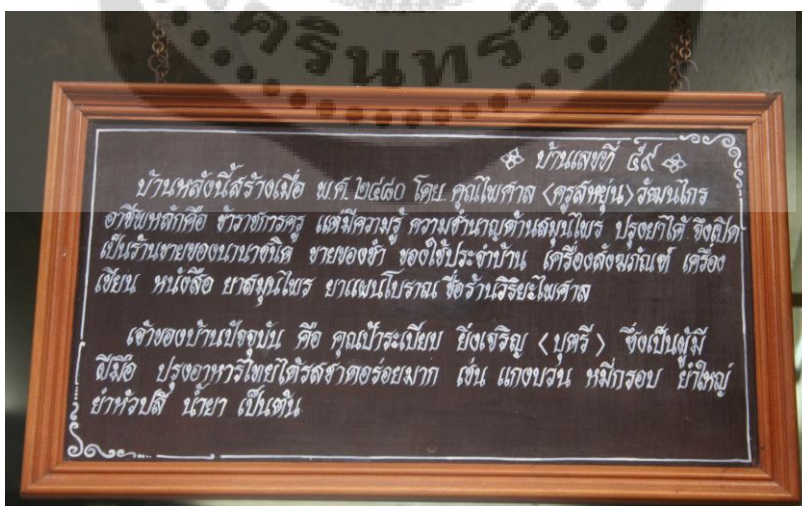 ศรินทรวิ
บ้านเลขที่ ๔๙
บ้านหลังนี้สร้างเมื่อ พ.ศ. ๒๔๘๐ โดย คุณไพศาล <ครูสหยุ่น> วัฒนไกร
อาชีพหลักคือ ข้าราชการครู แต่มีความรู้ ความชำนาญด้านสมุนไพร ปรุงยาได้ จึงเปิด
เป็นร้านขายของนานาชนิด ขายของชำ ของใช้ประจำบ้าน เครื่องสังฆภัณฑ์ เครื่อง
เขียน หนังสือ ยาสมุนไพร ยาแผนโบราณ ชื่อร้านวิริยะไพศาล
เจ้าของบ้านปัจจุบัน คือ คุณป้าระเบียบ ยิ่งเจริญ < บุตรี > ซึ่งเป็นผู้มี
ฝีมือ ปรุงอาหารไทยได้รสชาดอร่อยมาก เช่น แกงบวน หมี่กรอบ ยำใหญ่
ยำหัวปลี น้ำยา เป็นต้น